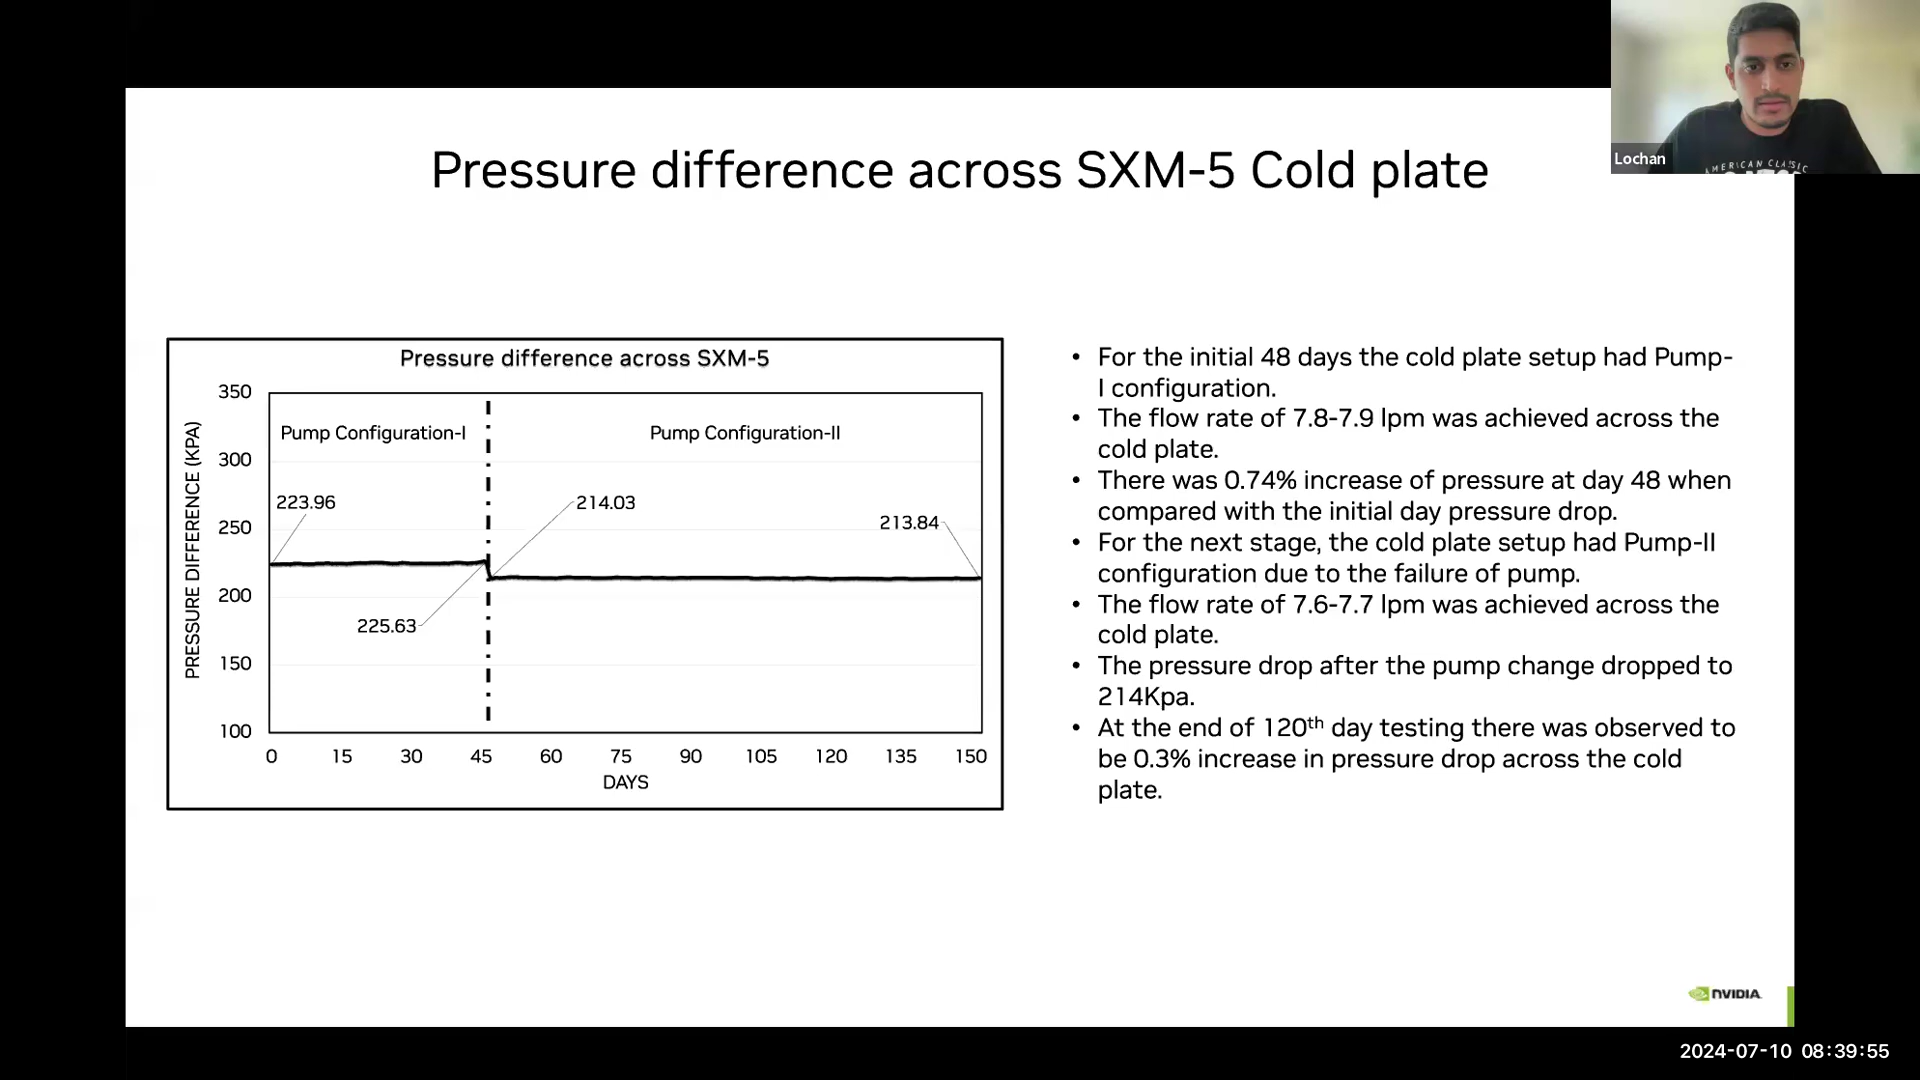 Lochan
AMERICAN CLASSIC
Pressure difference across SXM-5 Cold plate
Pressure difference across SXM-5
PRESSURE DIFFERENCE (KPA)
350
300
250
200
150
100
Pump Configuration-I
Pump Configuration-II
223.96
214.03
213.84
225.63
0 15 30 45 60 75 90 105 120 135 150
DAYS
• For the initial 48 days the cold plate setup had Pump-
I configuration.
• The flow rate of 7.8-7.9 lpm was achieved across the
cold plate.
• There was 0.74% increase of pressure at day 48 when
compared with the initial day pressure drop.
• For the next stage, the cold plate setup had Pump-II
configuration due to the failure of pump.
• The flow rate of 7.6-7.7 lpm was achieved across the
cold plate.
• The pressure drop after the pump change dropped to
214Kpa.
• At the end of 120th day testing there was observed to
be 0.3% increase in pressure drop across the cold
plate.
NVIDIA
2024-07-10 08:39:55